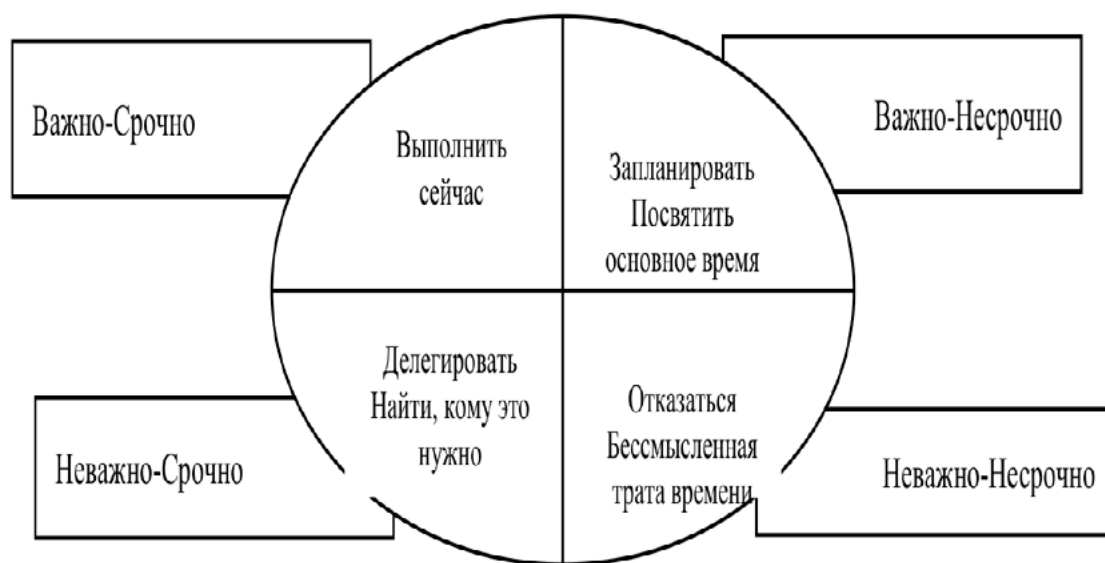 Важно-Срочно
Выполнить
сейчас
Запланировать
Посвятить
основное время
Важно-Несрочно
Неважно-Срочно
Делегировать
Найти, кому это
нужно
Отказаться
Бессмысленная
трата времени
Неважно-Несрочно